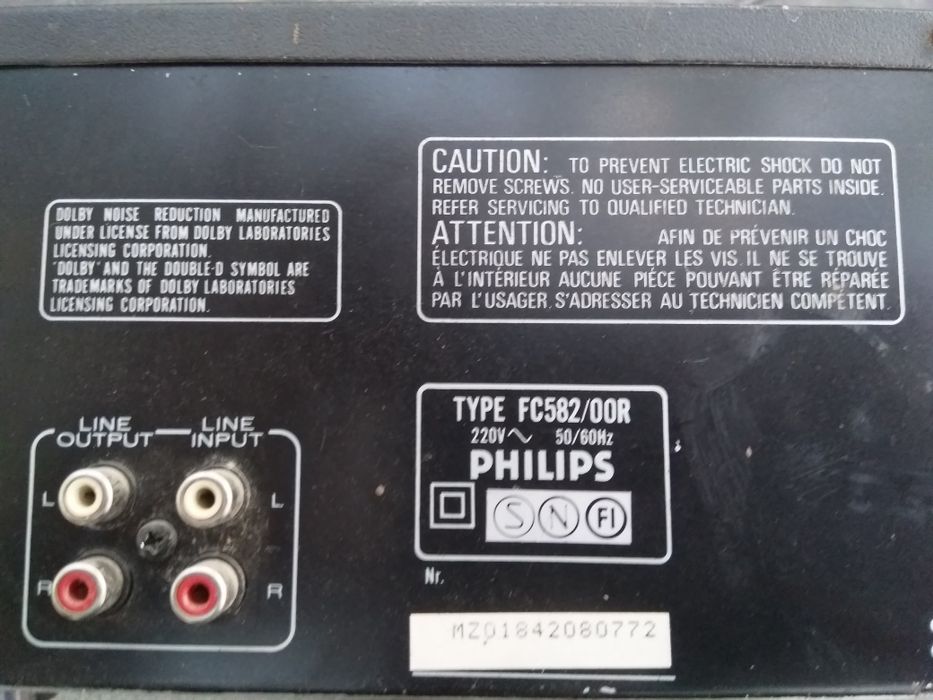 DOLBY NOISE REDUCTION MANUFACTURED
UNDER LICENSE FROM DOLBY LABORATORIES
LICENSING CORPORATION.
"DOLBY" AND THE DOUBLE-D SYMBOL ARE
TRADEMARKS OF DOLBY LABORATORIES
LICENSING CORPORATION.
CAUTION: TO PREVENT ELECTRIC SHOCK DO NOT
REMOVE SCREWS. NO USER-SERVICEABLE PARTS INSIDE.
REFER SERVICING TO QUALIFIED TECHNICIAN.
ATTENTION: AFIN DE PRÉVENIR UN CHOC
ÉLECTRIQUE NE PAS ENLEVER LES VIS. IL NE SE TROUVE
À L'INTÉRIEUR AUCUNE PIÉCE POUVANT ÊTRE RÉPARÉE
PAR L'USAGER. S'ADRESSER AU TECHNICIEN COMPÉTENT.
LINE OUTPUT
LINE INPUT
L L
R R
TYPE FC582/00R
220V~ 50/60Hz
PHILIPS
S N FI
Nr.
MZ01842080772